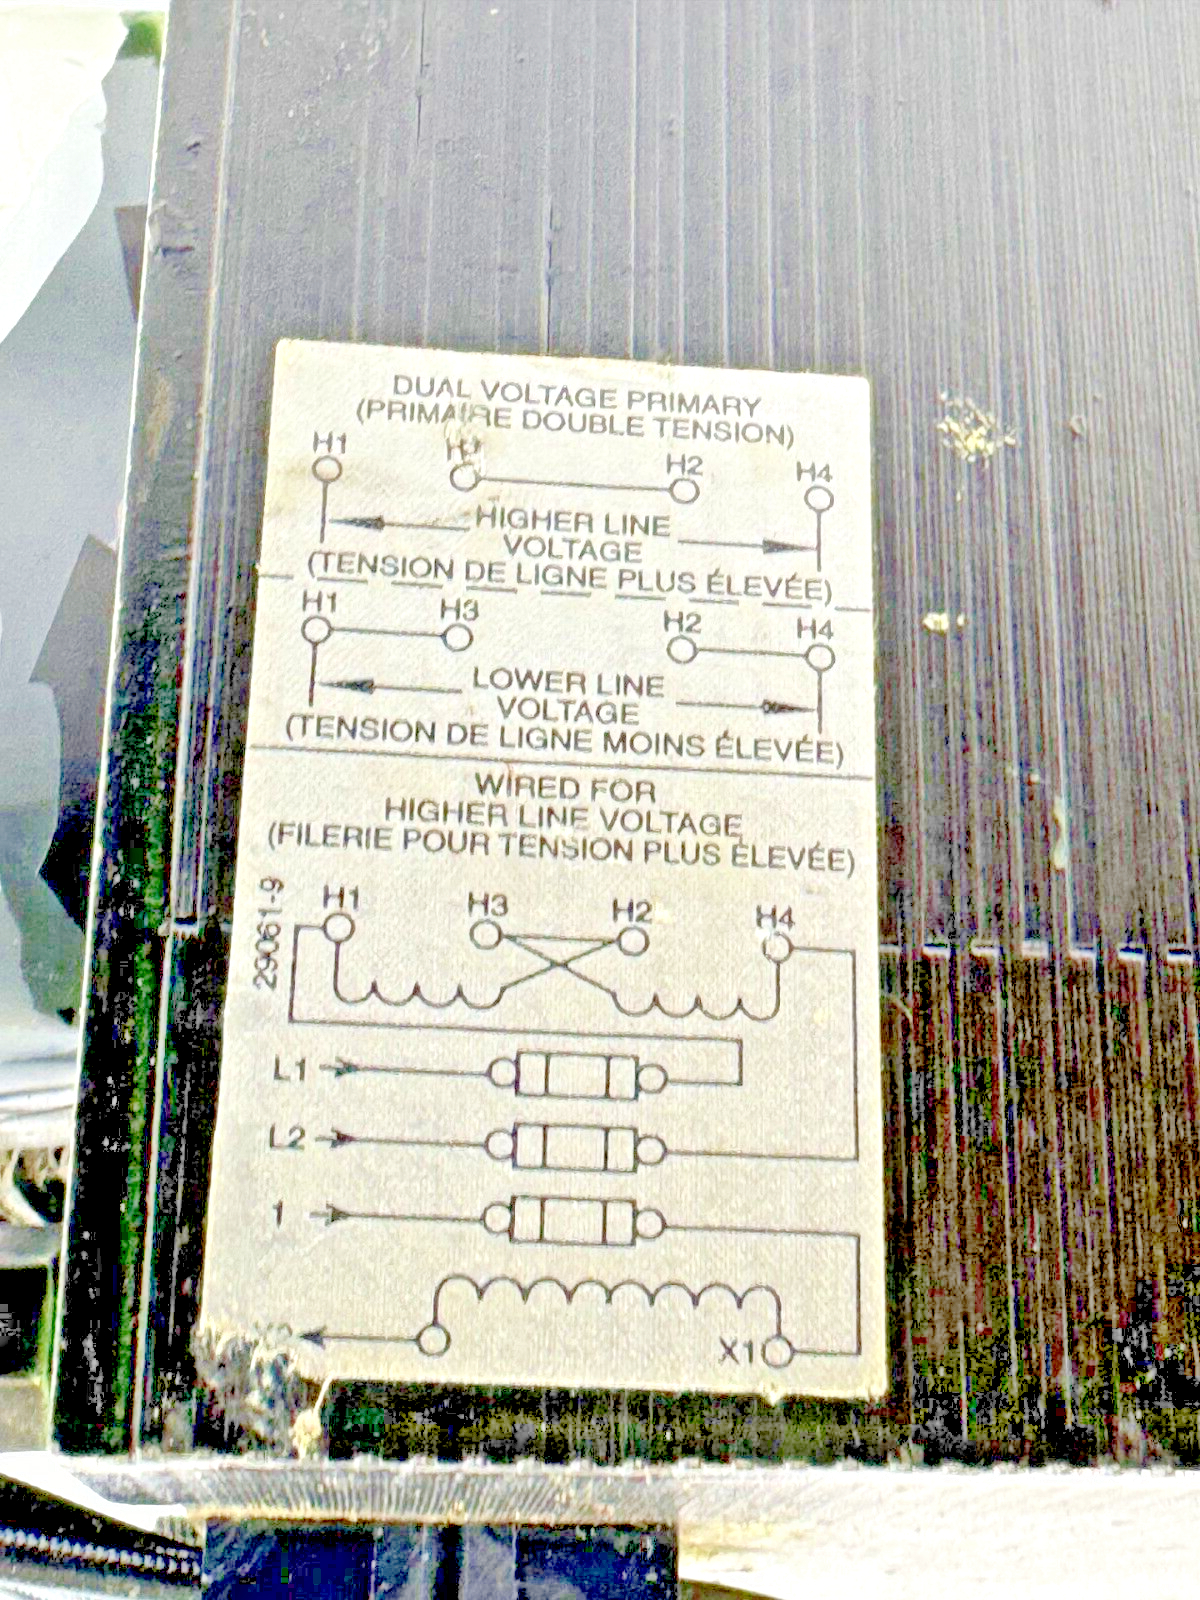 DUAL VOLTAGE PRIMARY
(PRIMAIRE DOUBLE TENSION)
H1 H3 H2 H4
HIGHER LINE
VOLTAGE
(TENSION DE LIGNE PLUS ÉLEVÉE)
H1 H3 H2 H4
LOWER LINE
VOLTAGE
(TENSION DE LIGNE MOINS ÉLEVÉE)
WIRED FOR
HIGHER LINE VOLTAGE
(FILERIE POUR TENSION PLUS ÉLEVÉE)
29061-9
H1 H3 H2 H4
L1
L2
1
X1